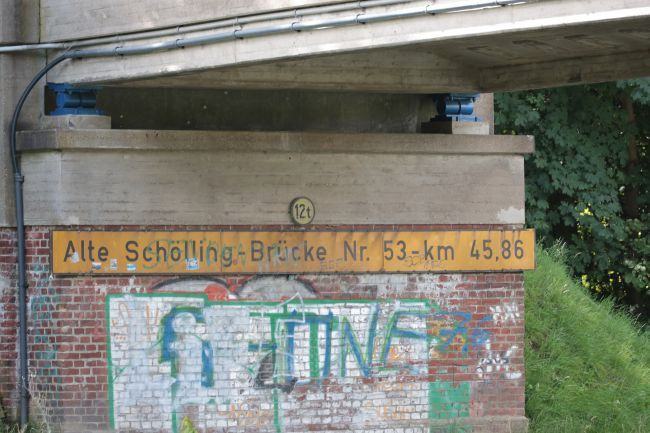 12t
Alte Schölling-Brücke Nr. 53 - km 45,86